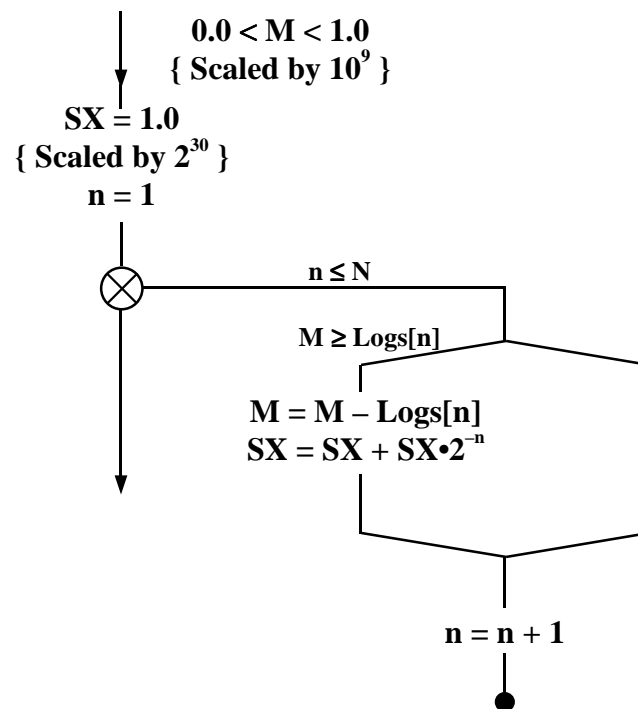 0.0 < M < 1.0
{ Scaled by 10⁹ }
SX = 1.0
{ Scaled by 2³⁰ }
n = 1
n ≤ N
M ≥ Logs[n]
M = M – Logs[n]
SX = SX + SX•2⁻ⁿ
n = n + 1